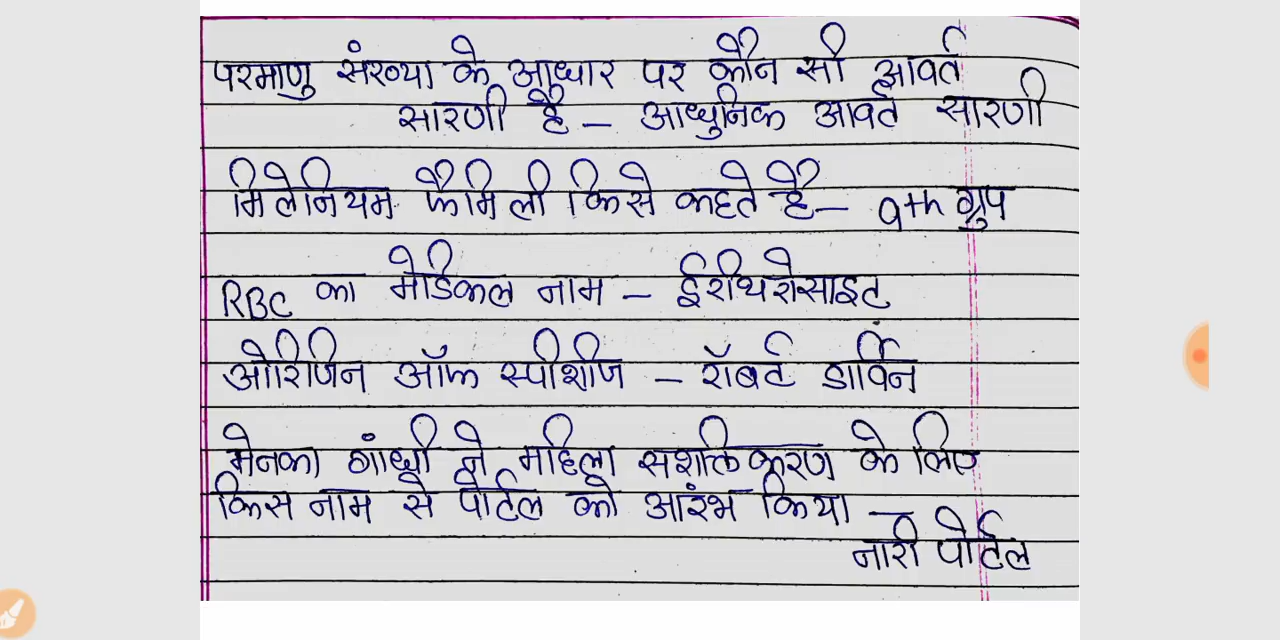 परमाणु संख्या के आधार पर कौन सी आवर्त
सारणी है – आधुनिक आवर्त सारणी
मिलेनियम फैमिली किसे कहते है – 9th ग्रुप
RBC का मेडिकल नाम – ईरीथिरोसाइट
ओरिजिन ऑफ स्पीशीज – रॉबर्ट डार्विन
मेनका गांधी ने महिला सशक्तिकरण के लिए
किस नाम से पोर्टल को आरंभ किया –
नारी पोर्टल